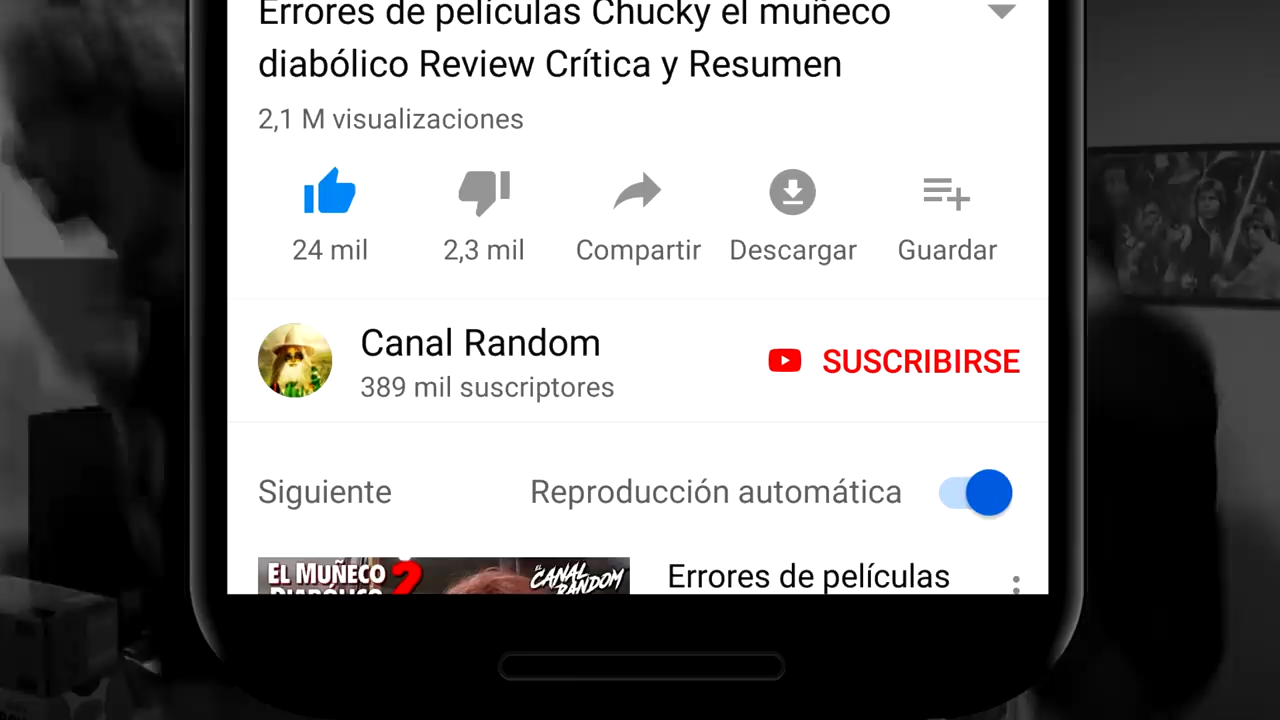 Errores de películas Chucky el muñeco
diabólico Review Crítica y Resumen
2,1 M visualizaciones
24 mil
2,3 mil
Compartir
Descargar
Guardar
Canal Random
389 mil suscriptores
SUSCRIBIRSE
Siguiente
Reproducción automática
EL MUÑECO
DIABÓLICO 2
EL CANAL
RANDOM
Errores de películas